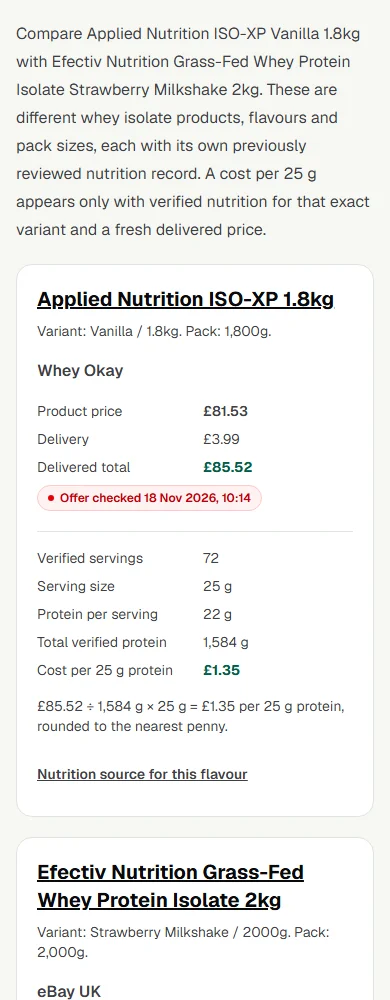 Compare Applied Nutrition ISO-XP Vanilla 1.8kg
with Efectiv Nutrition Grass-Fed Whey Protein
Isolate Strawberry Milkshake 2kg. These are
different whey isolate products, flavours and
pack sizes, each with its own previously
reviewed nutrition record. A cost per 25 g
appears only with verified nutrition for that exact
variant and a fresh delivered price.
Applied Nutrition ISO-XP 1.8kg
Variant: Vanilla / 1.8kg. Pack: 1,800g.
Whey Okay
Product price £81.53
Delivery £3.99
Delivered total £85.52
Offer checked 18 Nov 2026, 10:14
Verified servings 72
Serving size 25 g
Protein per serving 22 g
Total verified protein 1,584 g
Cost per 25 g protein £1.35
£85.52 ÷ 1,584 g × 25 g = £1.35 per 25 g protein,
rounded to the nearest penny.
Nutrition source for this flavour
Efectiv Nutrition Grass-Fed
Whey Protein Isolate 2kg
Variant: Strawberry Milkshake / 2000g. Pack:
2,000g.
eBay UK